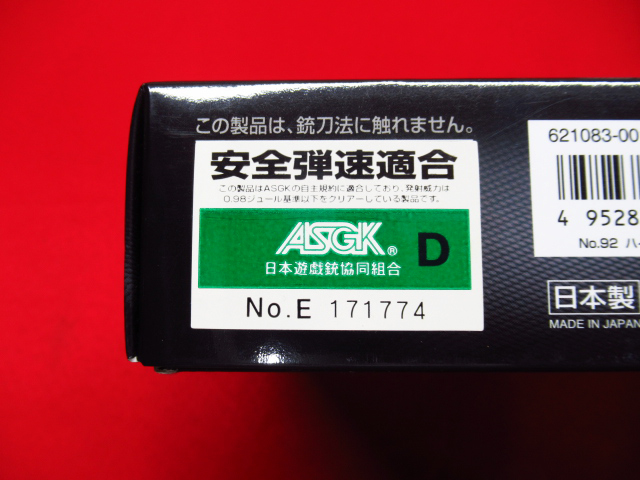 この製品は、銃刀法に触れません。
安全弾速適合
この製品はASGKの自主規約に適合しており、発射威力は
0.98ジュール基準以下をクリアーしている製品です。
ASGK® D
日本遊戯銃協同組合
No.E 171774
621083-00
4 9528
No.92 ハイ
日本製
MADE IN JAPAN